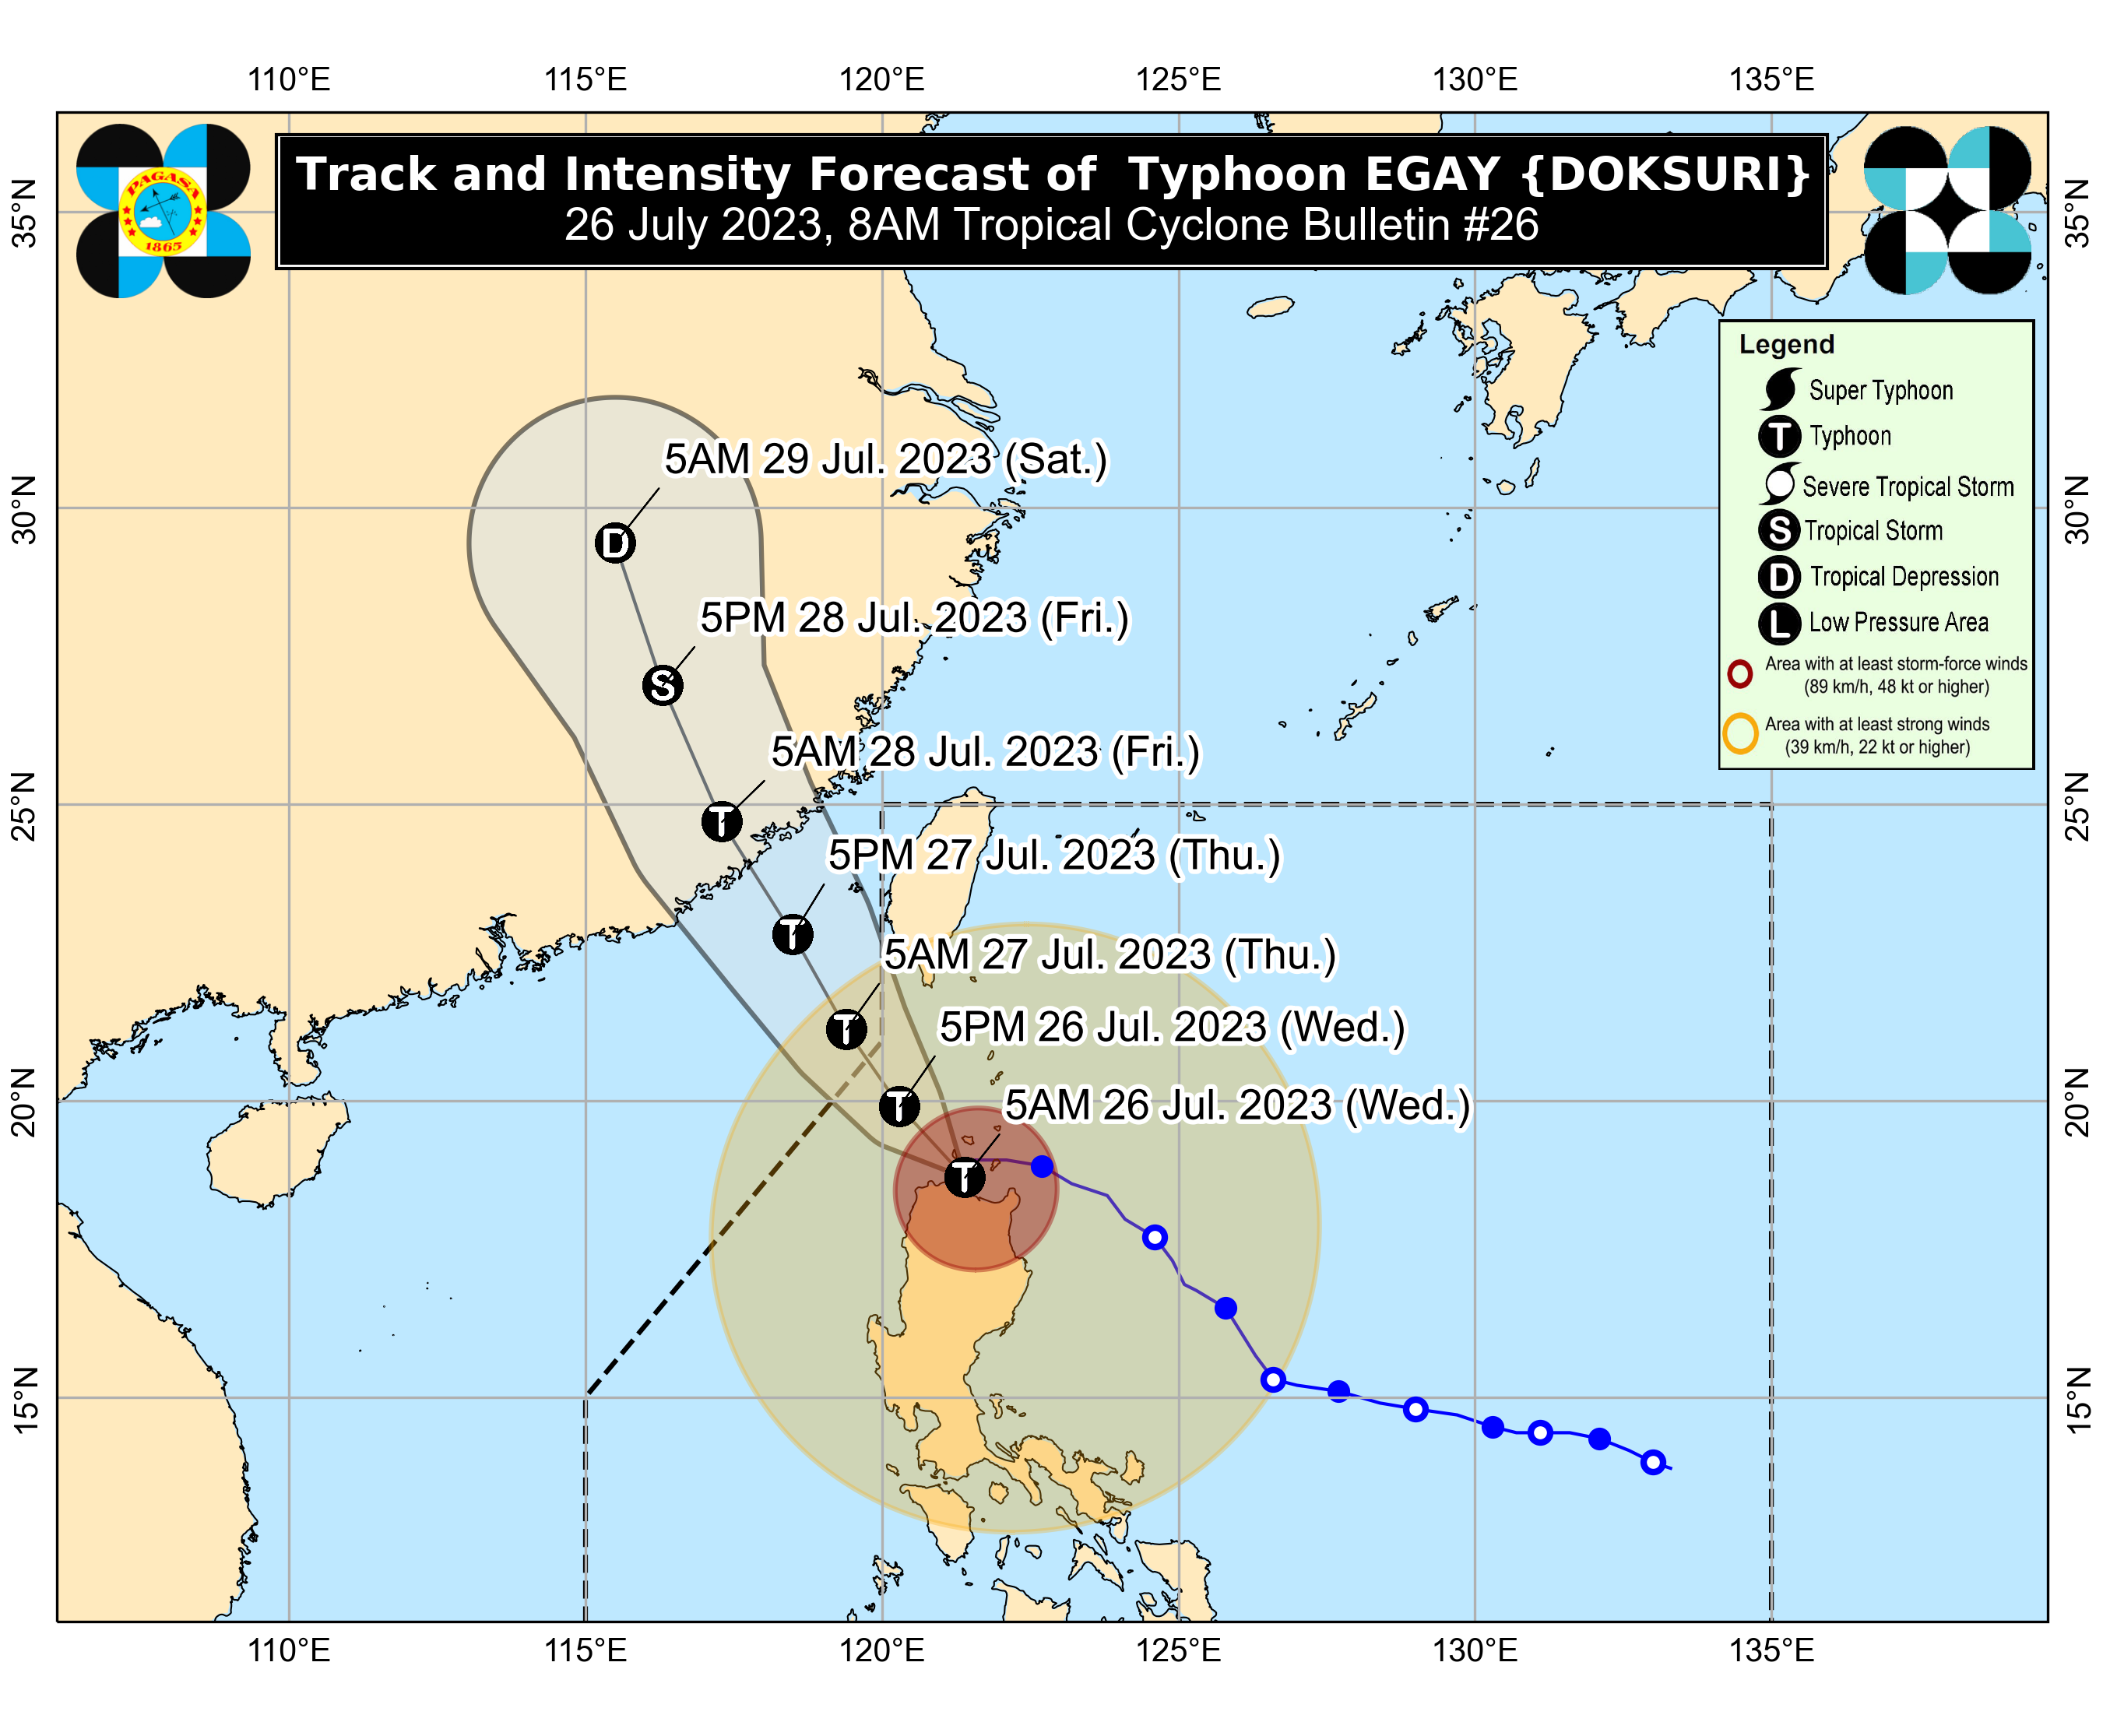 110°E 115°E 120°E 125°E 130°E 135°E
Track and Intensity Forecast of Typhoon EGAY {DOKSURI}
26 July 2023, 8AM Tropical Cyclone Bulletin #26
PAGASA
1865
35°N 35°N
Legend
Super Typhoon
T Typhoon
Severe Tropical Storm
S Tropical Storm
D Tropical Depression
L Low Pressure Area
Area with at least storm-force winds
(89 km/h, 48 kt or higher)
Area with at least strong winds
(39 km/h, 22 kt or higher)
5AM 29 Jul. 2023 (Sat.)
30°N 30°N
D
5PM 28 Jul. 2023 (Fri.)
S
5AM 28 Jul. 2023 (Fri.)
25°N 25°N
T
5PM 27 Jul. 2023 (Thu.)
T
5AM 27 Jul. 2023 (Thu.)
T
5PM 26 Jul. 2023 (Wed.)
T
20°N 20°N
5AM 26 Jul. 2023 (Wed.)
T
15°N 15°N
110°E 115°E 120°E 125°E 130°E 135°E